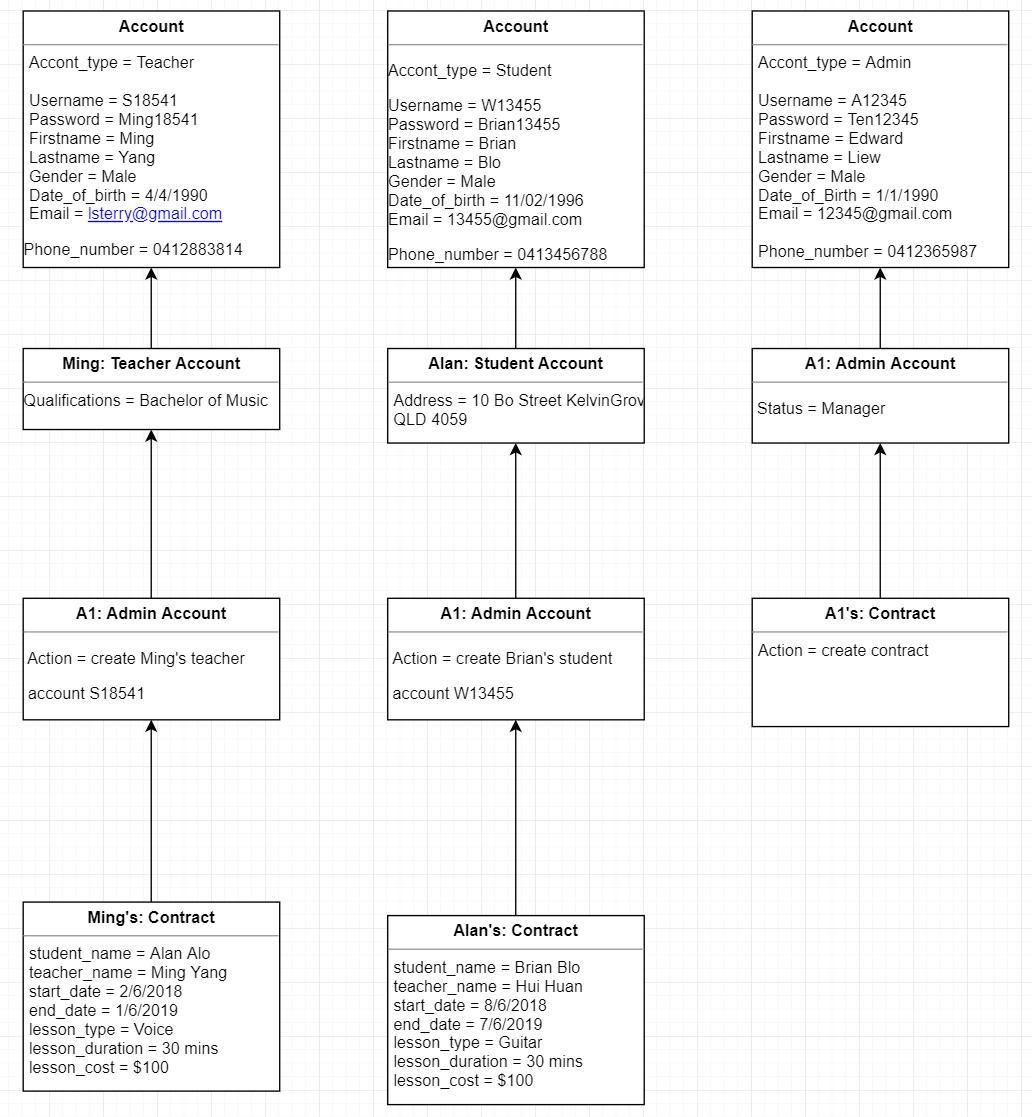 Account
Accont_type = Teacher
Username = S18541
Password = Ming18541
Firstname = Ming
Lastname = Yang
Gender = Male
Date_of_birth = 4/4/1990
Email = lsterry@gmail.com
Phone_number = 0412883814
Account
Accont_type = Student
Username = W13455
Password = Brian13455
Firstname = Brian
Lastname = Blo
Gender = Male
Date_of_birth = 11/02/1996
Email = 13455@gmail.com
Phone_number = 0413456788
Account
Accont_type = Admin
Username = A12345
Password = Ten12345
Firstname = Edward
Lastname = Liew
Gender = Male
Date_of_Birth = 1/1/1990
Email = 12345@gmail.com
Phone_number = 0412365987
Ming: Teacher Account
Qualifications = Bachelor of Music
Alan: Student Account
Address = 10 Bo Street KelvinGrov
QLD 4059
A1: Admin Account
Status = Manager
A1: Admin Account
Action = create Ming's teacher
account S18541
A1: Admin Account
Action = create Brian's student
account W13455
A1's: Contract
Action = create contract
Ming's: Contract
student_name = Alan Alo
teacher_name = Ming Yang
start_date = 2/6/2018
end_date = 1/6/2019
lesson_type = Voice
lesson_duration = 30 mins
lesson_cost = $100
Alan's: Contract
student_name = Brian Blo
teacher_name = Hui Huan
start_date = 8/6/2018
end_date = 7/6/2019
lesson_type = Guitar
lesson_duration = 30 mins
lesson_cost = $100